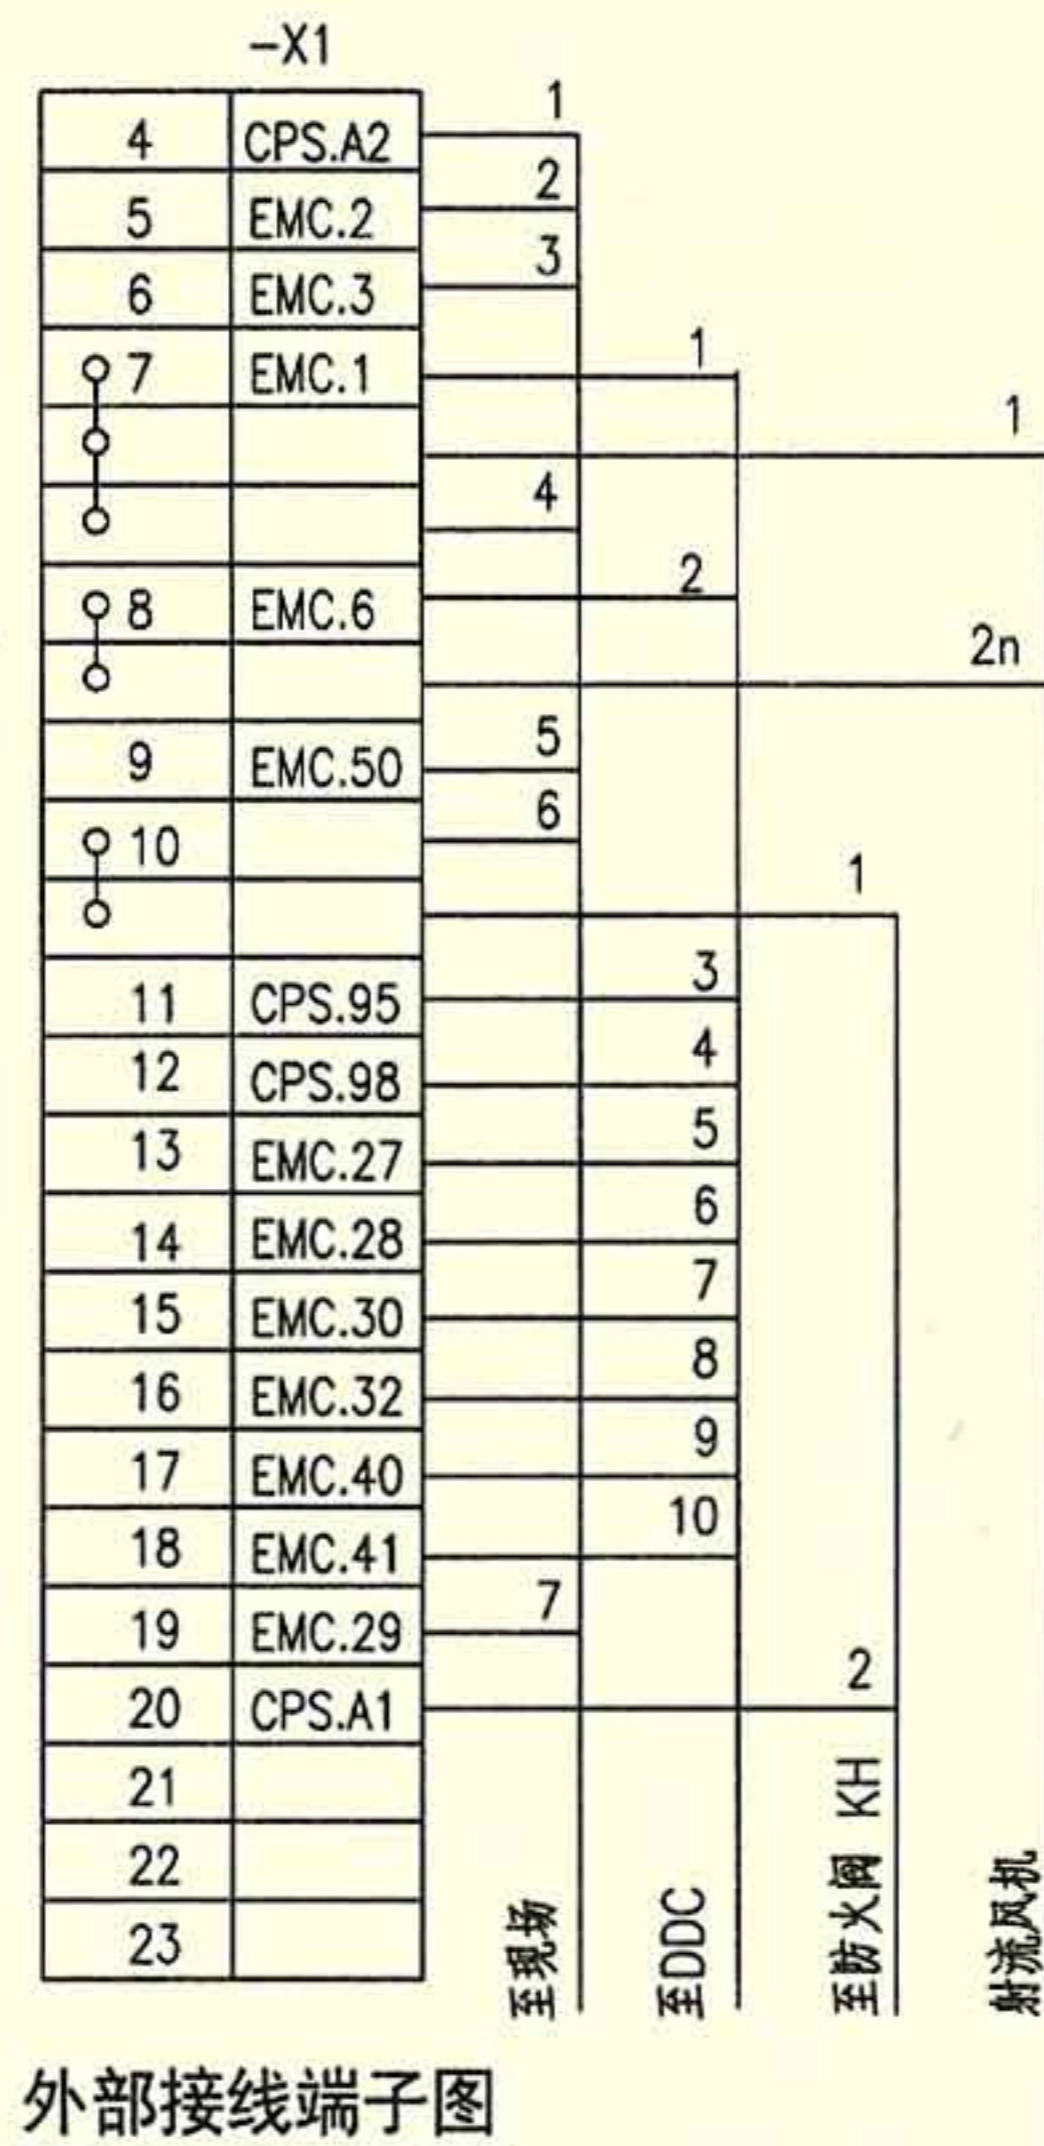 -X1
4 CPS.A2 1
5 EMC.2 2
6 EMC.3 3
7 EMC.1 1
1
4
8 EMC.6 2
2n
9 EMC.50 5
10 6
1
11 CPS.95 3
12 CPS.98 4
13 EMC.27 5
14 EMC.28 6
15 EMC.30 7
16 EMC.32 8
17 EMC.40 9
18 EMC.41 10
19 EMC.29 7
20 CPS.A1 2
21
22
23
至现场
至DDC
至防火阀 KH
射流风机
外部接线端子图